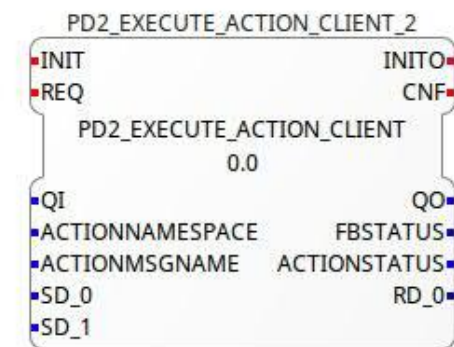 PD2_EXECUTE_ACTION_CLIENT_2
INIT INITO
REQ CNF
PD2_EXECUTE_ACTION_CLIENT
0.0
QI QO
ACTIONNAMESPACE FBSTATUS
ACTIONMSGNAME ACTIONSTATUS
SD_0 RD_0
SD_1